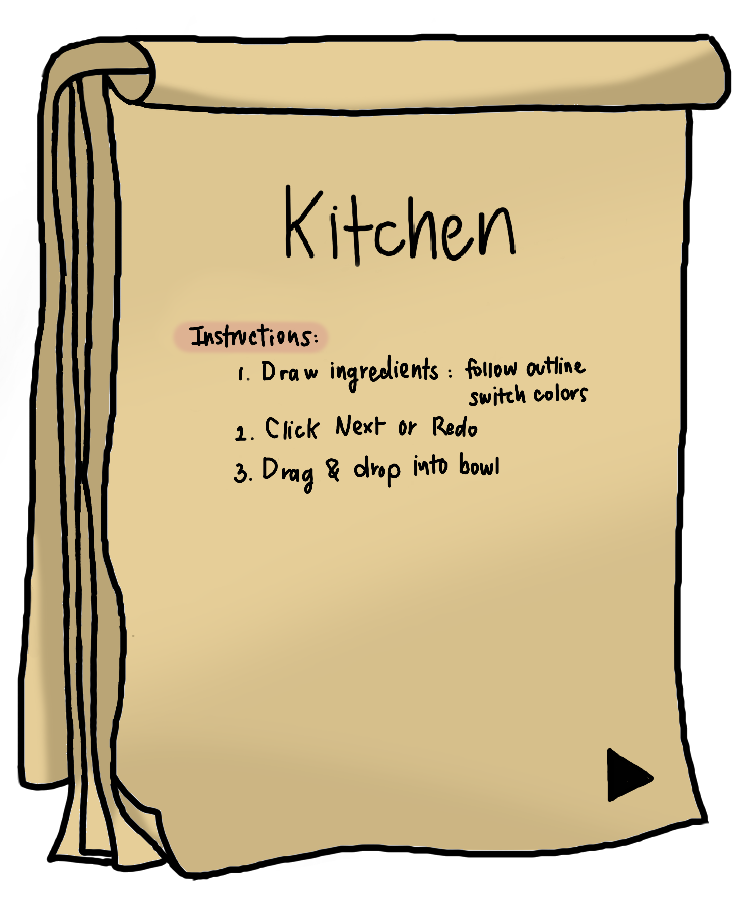 Kitchen
Instructions:
1. Draw ingredients : follow outline
switch colors
2. Click Next or Redo
3. Drag & drop into bowl